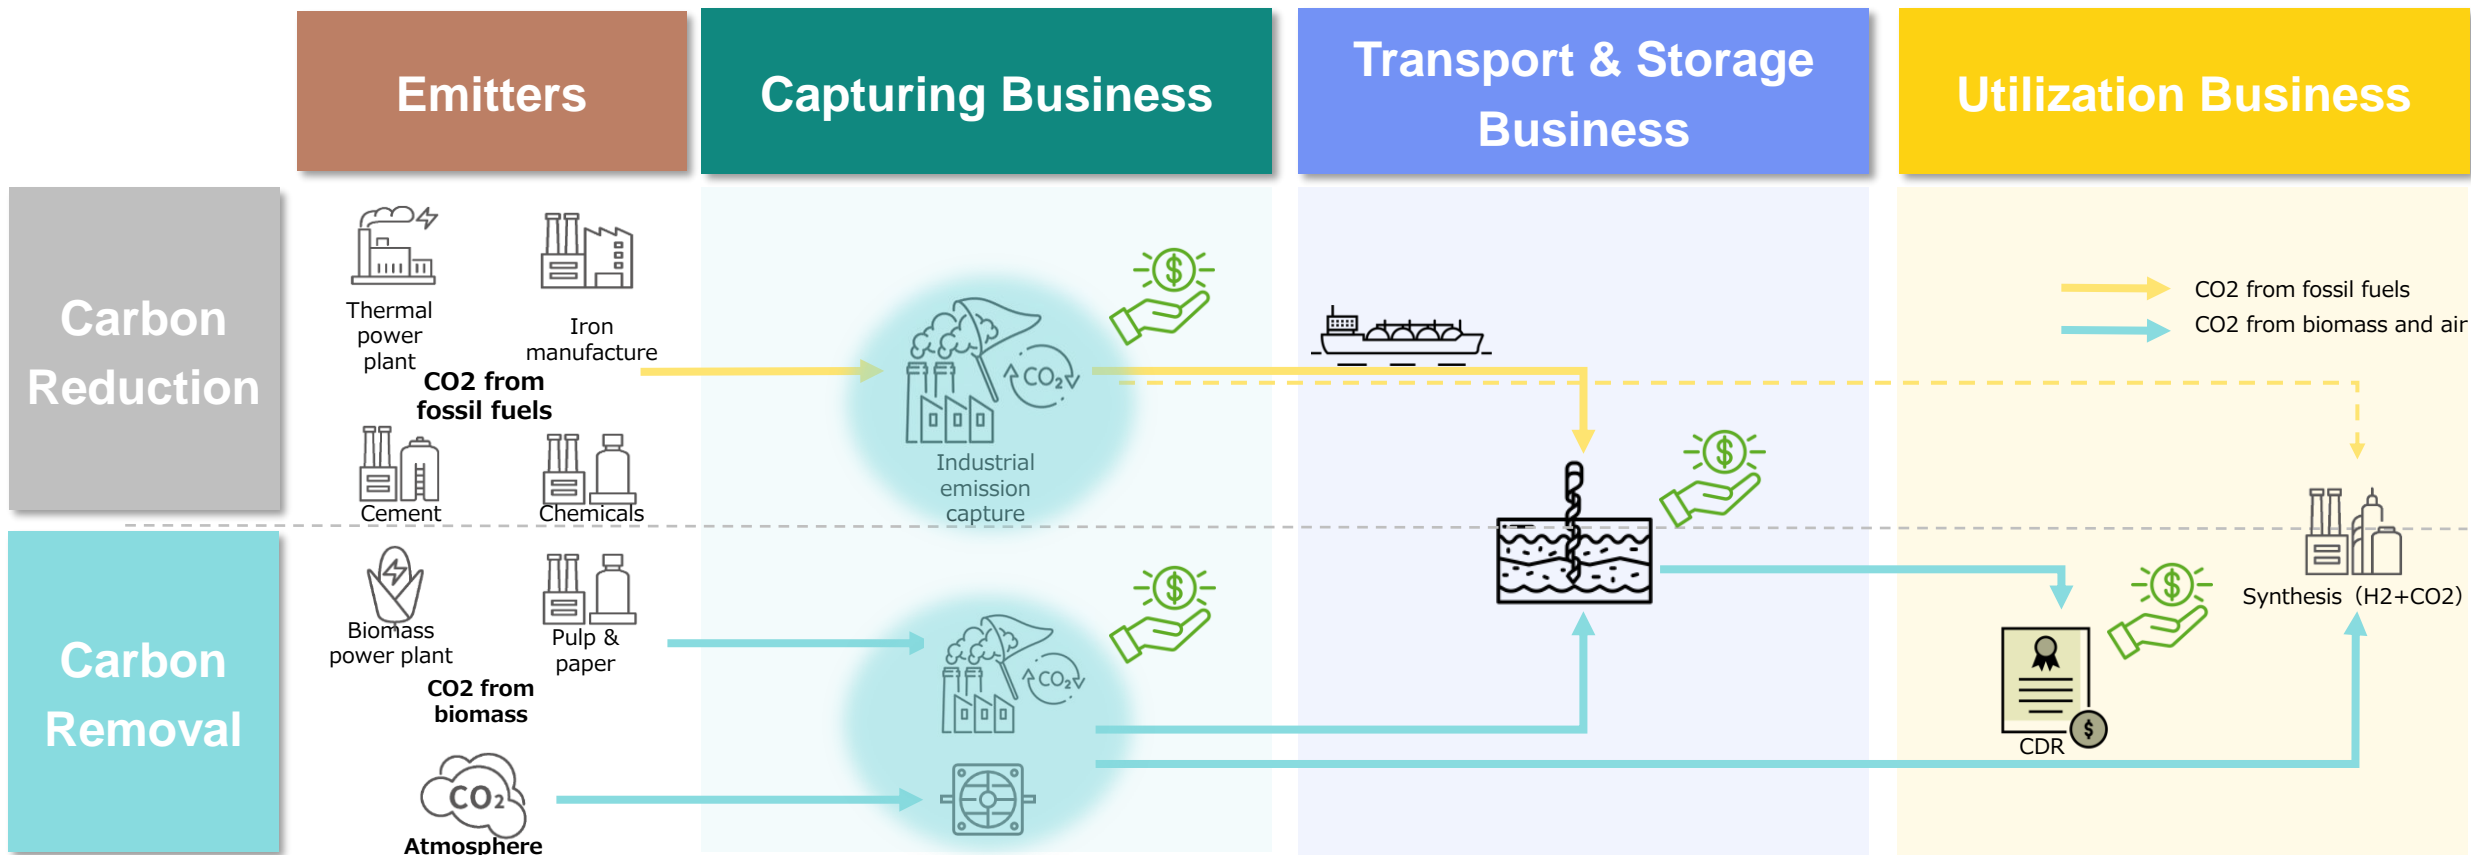 Emitters
Capturing Business
Transport & Storage
Business
Utilization Business
Carbon
Reduction
Thermal
power
plant
Iron
manufacture
CO2 from
fossil fuels
Cement
Chemicals
CO₂
Industrial
emission
capture
$
$
CO2 from fossil fuels
CO2 from biomass and air
Synthesis（H2+CO2）
Carbon
Removal
Biomass
power plant
Pulp &
paper
CO2 from
biomass
CO₂
Atmosphere
CO₂
$
$
$
CDR